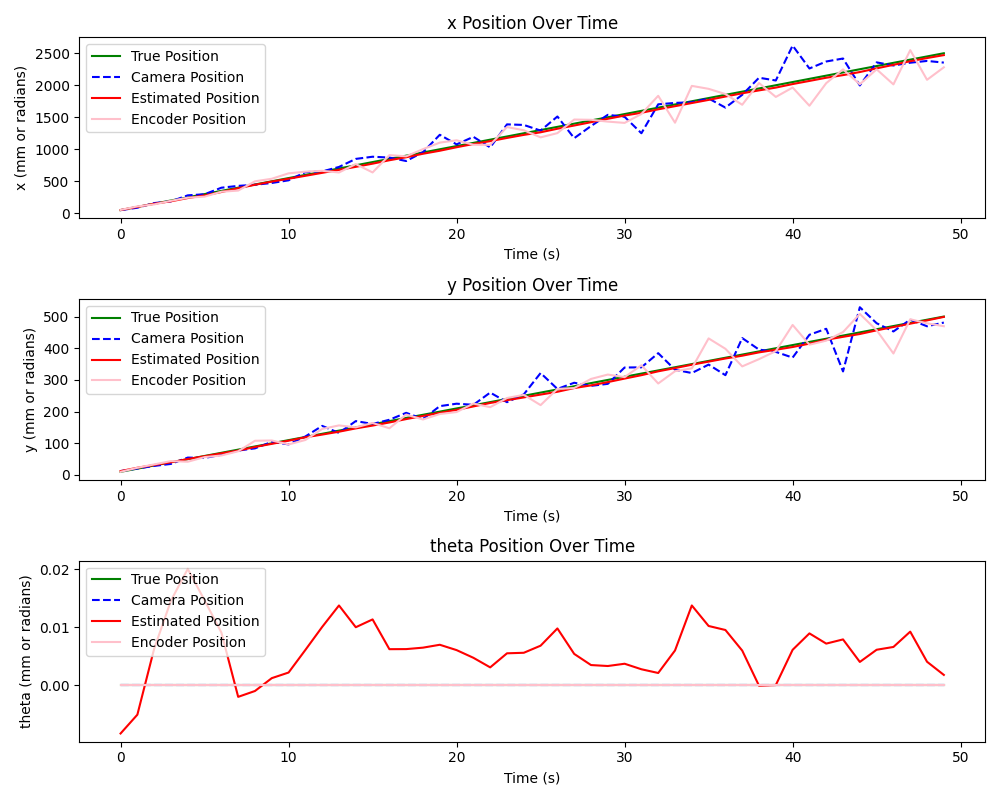 x Position Over Time
True Position
Camera Position
Estimated Position
Encoder Position
x (mm or radians)
2500
2000
1500
1000
500
0
0 10 20 30 40 50
Time (s)
y Position Over Time
True Position
Camera Position
Estimated Position
Encoder Position
y (mm or radians)
500
400
300
200
100
0
0 10 20 30 40 50
Time (s)
theta Position Over Time
True Position
Camera Position
Estimated Position
Encoder Position
theta (mm or radians)
0.02
0.01
0.00
0 10 20 30 40 50
Time (s)